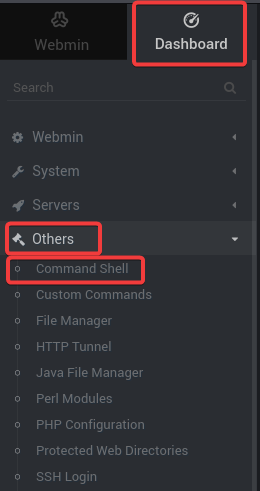 Webmin
Dashboard
Search
Webmin
System
Servers
Others
Command Shell
Custom Commands
File Manager
HTTP Tunnel
Java File Manager
Perl Modules
PHP Configuration
Protected Web Directories
SSH Login